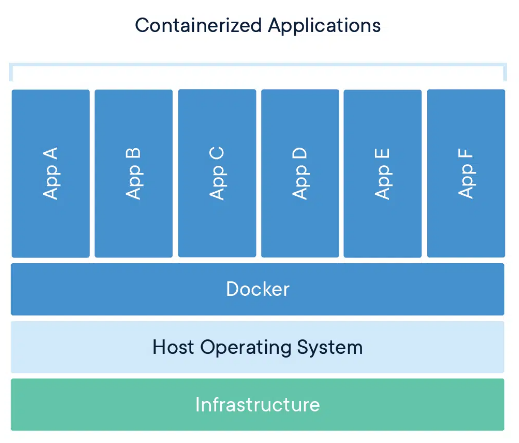 Containerized Applications
App A
App B
App C
App D
App E
App F
Docker
Host Operating System
Infrastructure